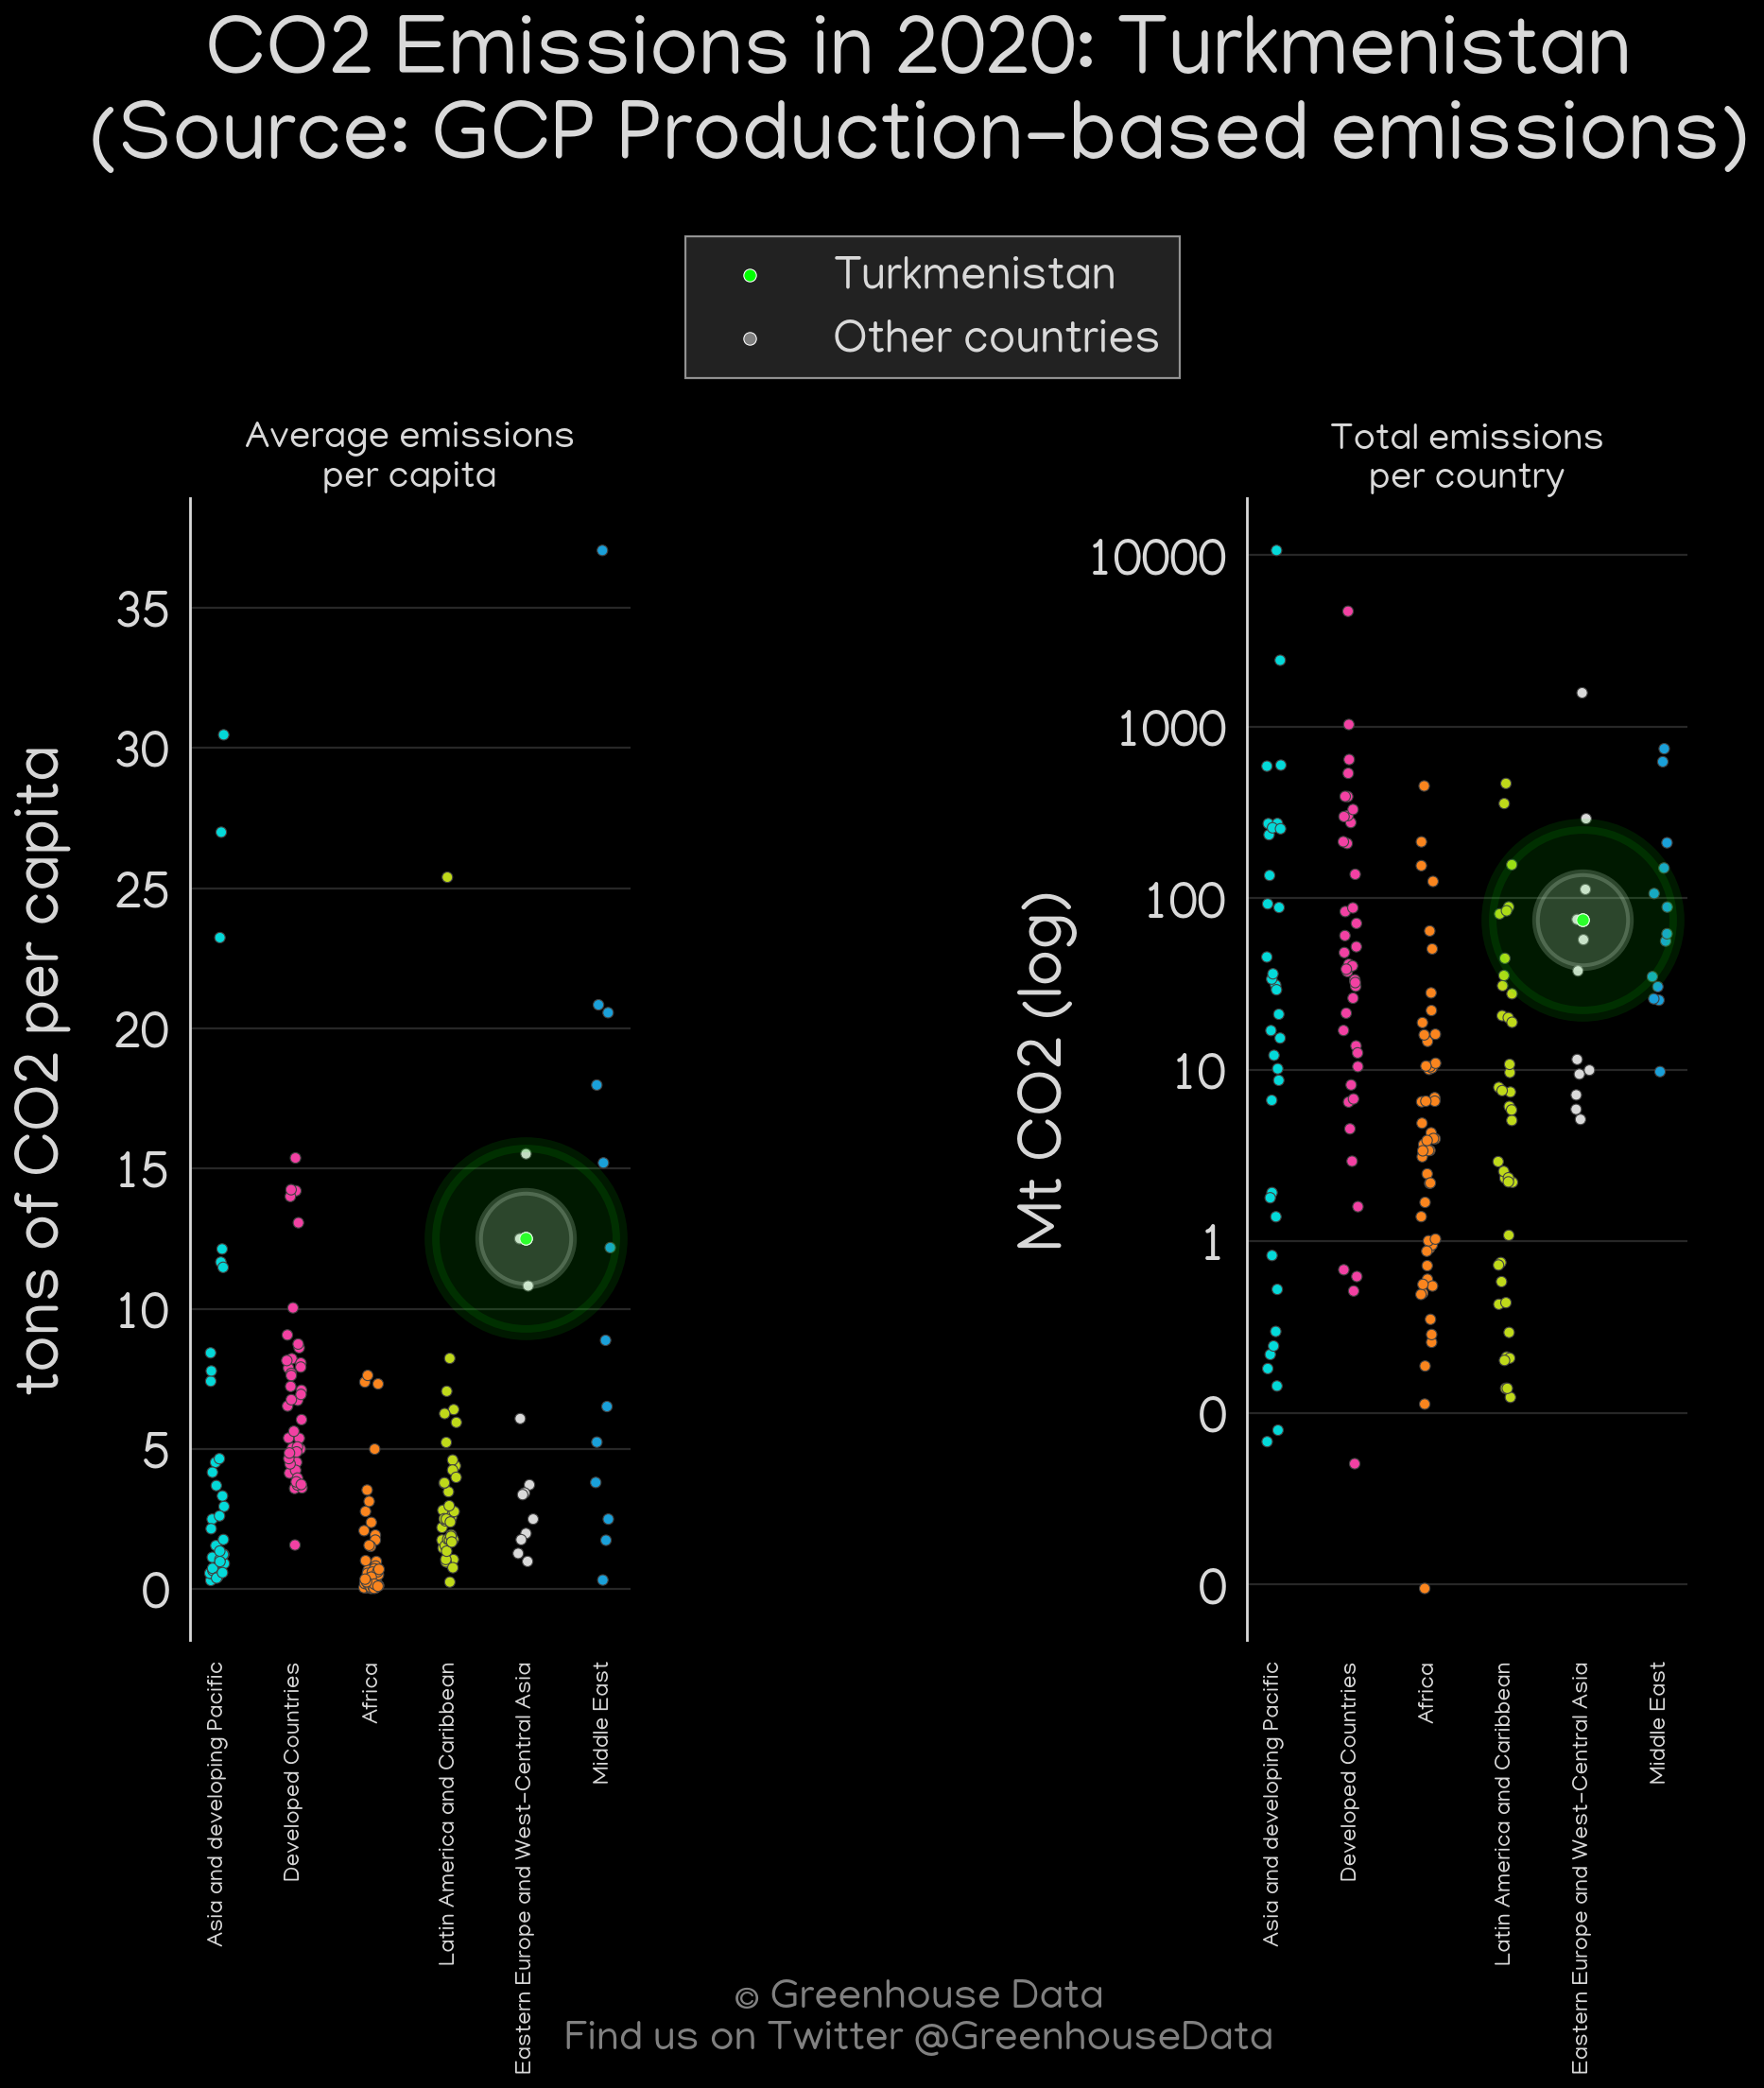 CO2 Emissions in 2020: Turkmenistan
(Source: GCP Production-based emissions)
Turkmenistan
Other countries
Average emissions
per capita
tons of CO2 per capita
35
30
25
20
15
10
5
0
Asia and developing Pacific
Developed Countries
Africa
Latin America and Caribbean
Eastern Europe and West-Central Asia
Middle East
Total emissions
per country
Mt CO2 (log)
10000
1000
100
10
1
0
0
Asia and developing Pacific
Developed Countries
Africa
Latin America and Caribbean
Eastern Europe and West-Central Asia
Middle East
© Greenhouse Data
Find us on Twitter @GreenhouseData